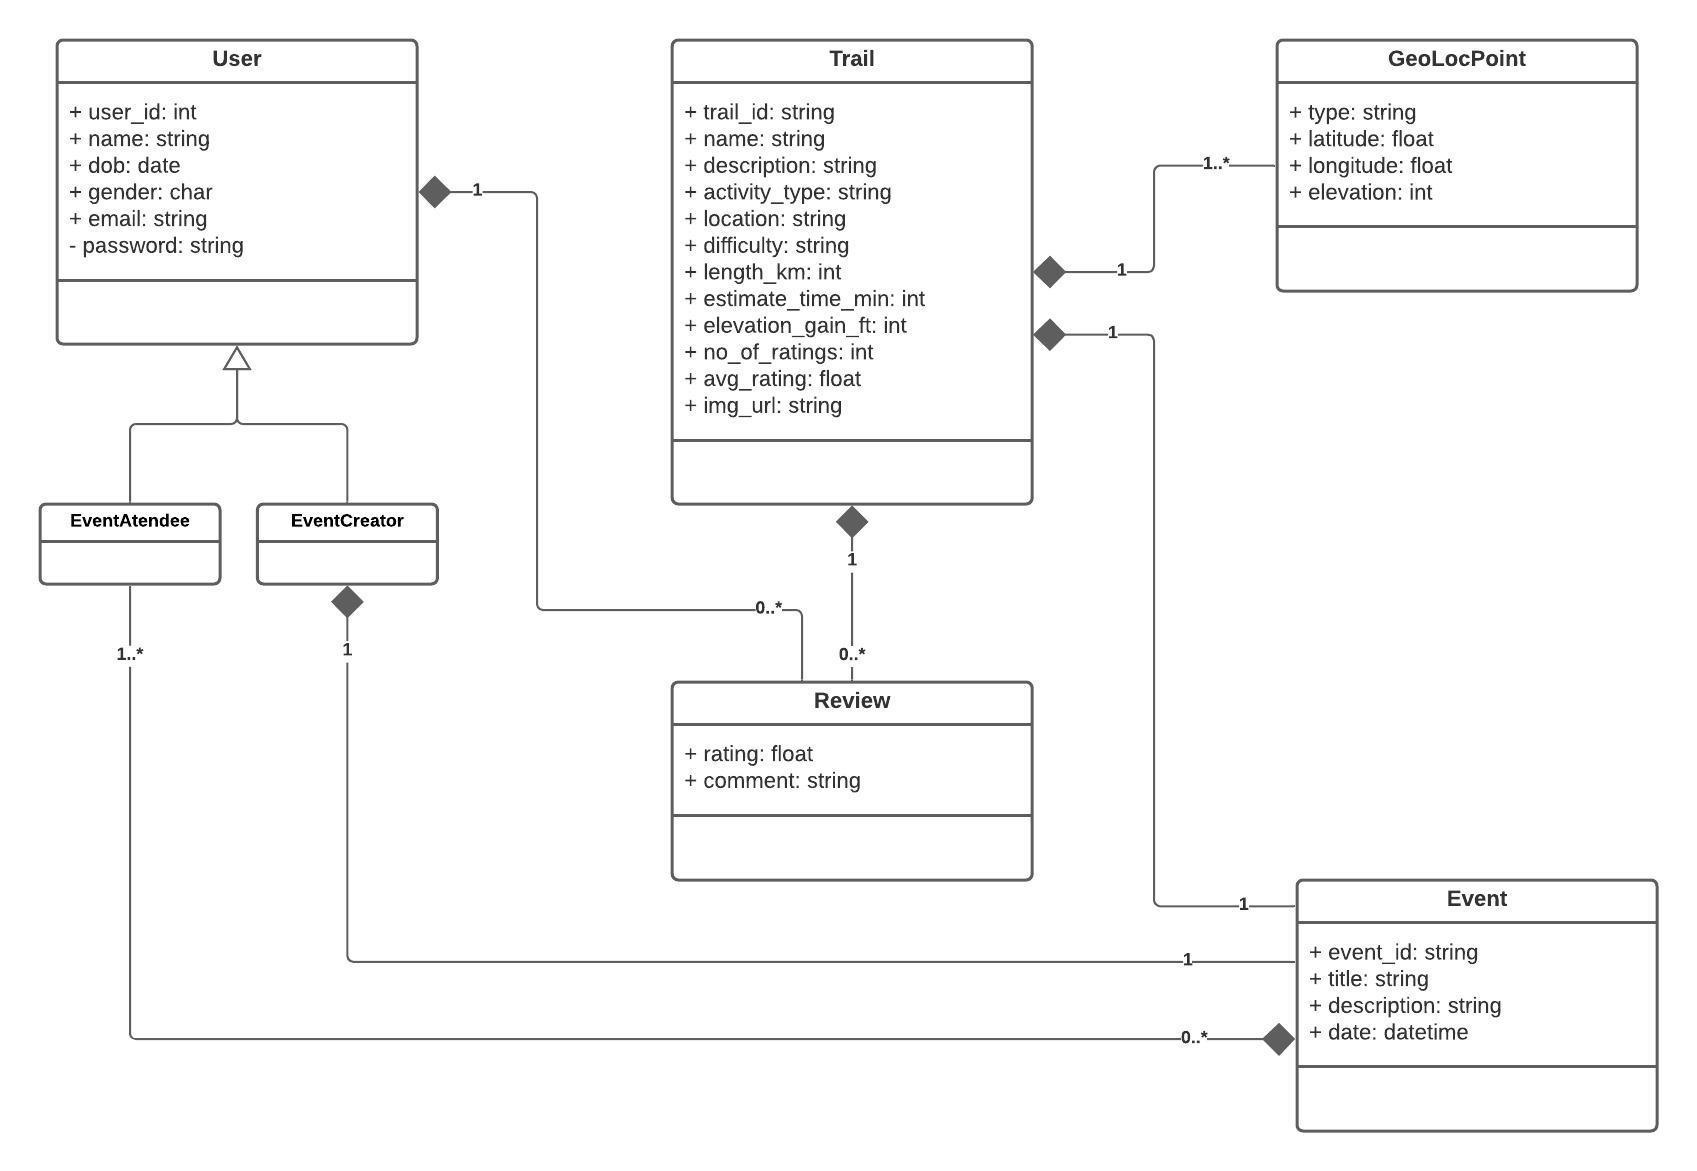 User
+ user_id: int
+ name: string
+ dob: date
+ gender: char
+ email: string
- password: string
Trail
+ trail_id: string
+ name: string
+ description: string
+ activity_type: string
+ location: string
+ difficulty: string
+ length_km: int
+ estimate_time_min: int
+ elevation_gain_ft: int
+ no_of_ratings: int
+ avg_rating: float
+ img_url: string
GeoLocPoint
+ type: string
+ latitude: float
+ longitude: float
+ elevation: int
1
1..*
1
1
EventAtendee
EventCreator
1
0..*
1..*
1
0..*
Review
+ rating: float
+ comment: string
1
1
0..*
Event
+ event_id: string
+ title: string
+ description: string
+ date: datetime